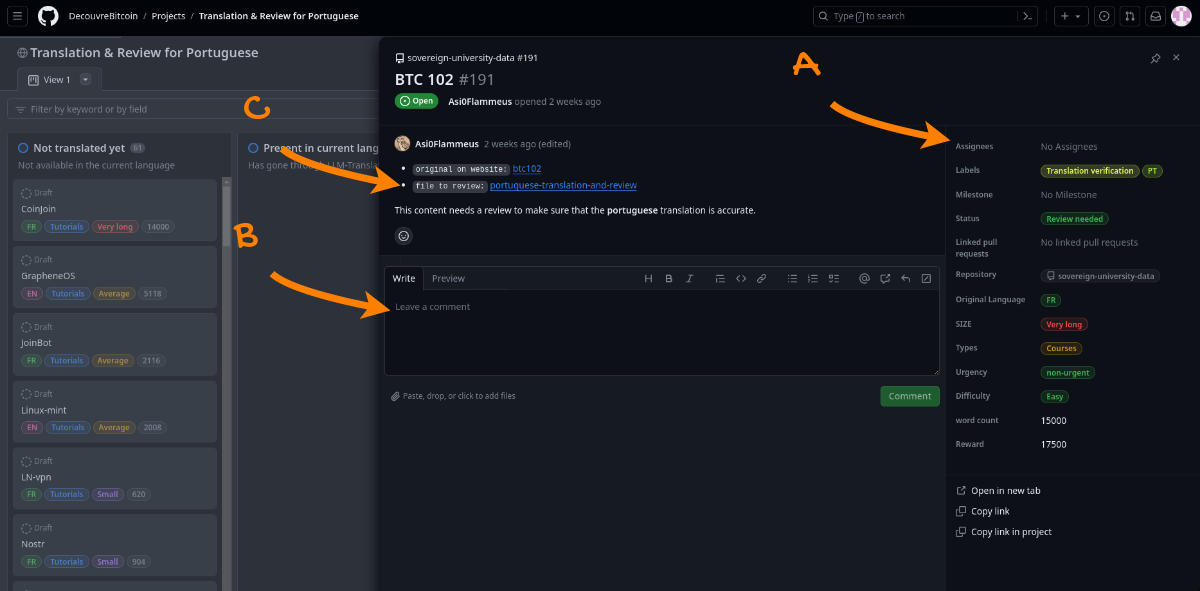 DecouvreBitcoin / Projects / Translation & Review for Portuguese
Type / to search
Translation & Review for Portuguese
View 1
Filter by keyword or by field
Not translated yet 61
Not available in the current language
Draft
CoinJoin
FR Tutorials Very long 14000
Draft
GrapheneOS
EN Tutorials Average 5118
Draft
JoinBot
FR Tutorials Average 2116
Draft
Linux-mint
EN Tutorials Average 2008
Draft
LN-vpn
FR Tutorials Small 620
Draft
Nostr
FR Tutorials Small 904
Present in current lang
Has gone through LLM-Transla
A
B
C
sovereign-university-data #191
BTC 102 #191
Open Asi0Flammeus opened 2 weeks ago
Asi0Flammeus 2 weeks ago (edited)
original on website: btc102
file to review: portuguese-translation-and-review
This content needs a review to make sure that the portuguese translation is accurate.
Write Preview
Leave a comment
Paste, drop, or click to add files
Comment
Assignees No Assignees
Labels Translation verification PT
Milestone No Milestone
Status Review needed
Linked pull requests No linked pull requests
Repository sovereign-university-data
Original Language FR
SIZE Very long
Types Courses
Urgency non-urgent
Difficulty Easy
word count 15000
Reward 17500
Open in new tab
Copy link
Copy link in project